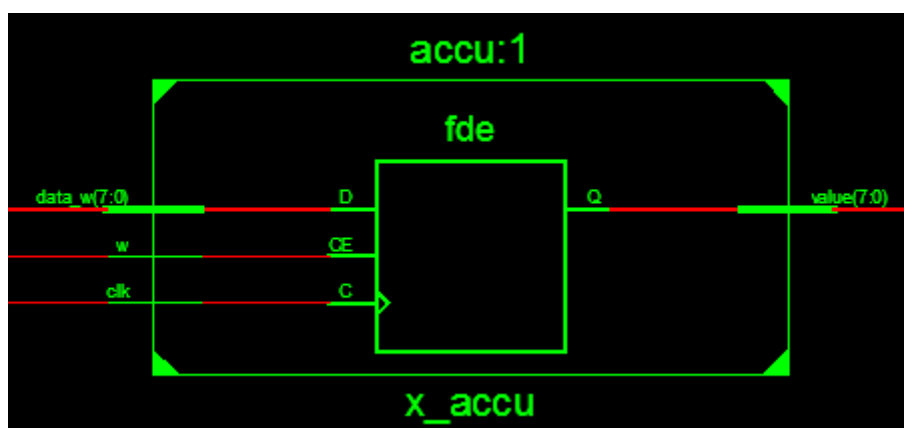 accu:1
fde
data_w(7:0) D Q value(7:0)
w CE
clk C
x_accu